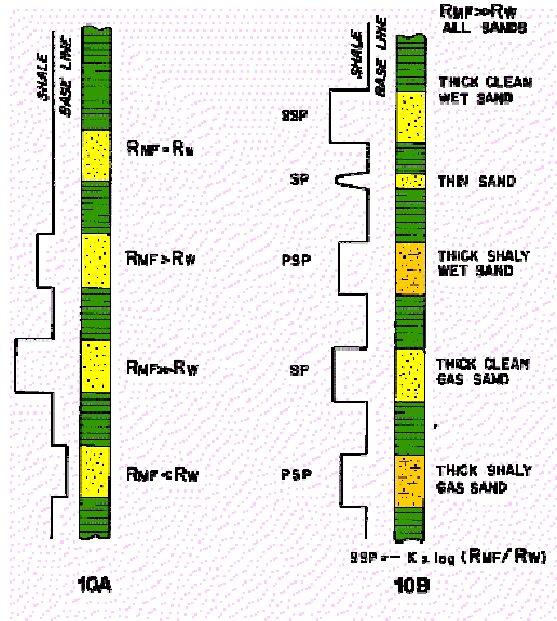 SHALE
BASE LINE
RMF=RW
RMF>RW
RMF>>RW
RMF<RW
10A
RMF>>RW
ALL SANDS
SHALE
BASE LINE
SSP
THICK CLEAN
WET SAND
SP
THIN SAND
PSP
THICK SHALY
WET SAND
SP
THICK CLEAN
GAS SAND
PSP
THICK SHALY
GAS SAND
SSP = - K x log (RMF/RW)
10B